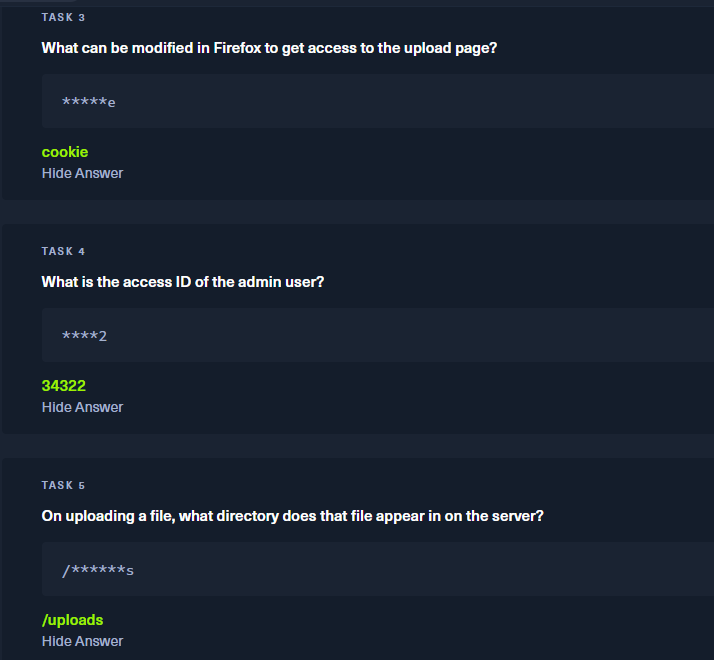 TASK 3
What can be modified in Firefox to get access to the upload page?
*****e
cookie
Hide Answer
TASK 4
What is the access ID of the admin user?
****2
34322
Hide Answer
TASK 5
On uploading a file, what directory does that file appear in on the server?
/******s
/uploads
Hide Answer